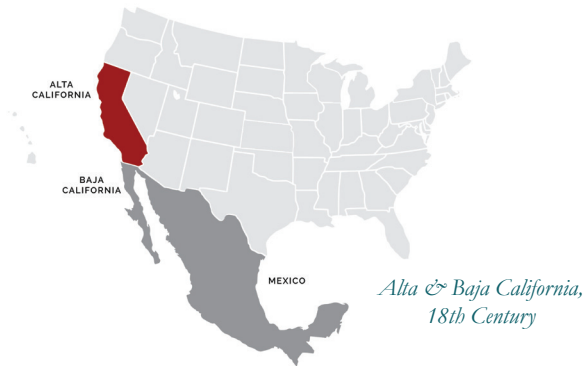 ALTA
CALIFORNIA
BAJA
CALIFORNIA
MEXICO
Alta & Baja California,
18th Century